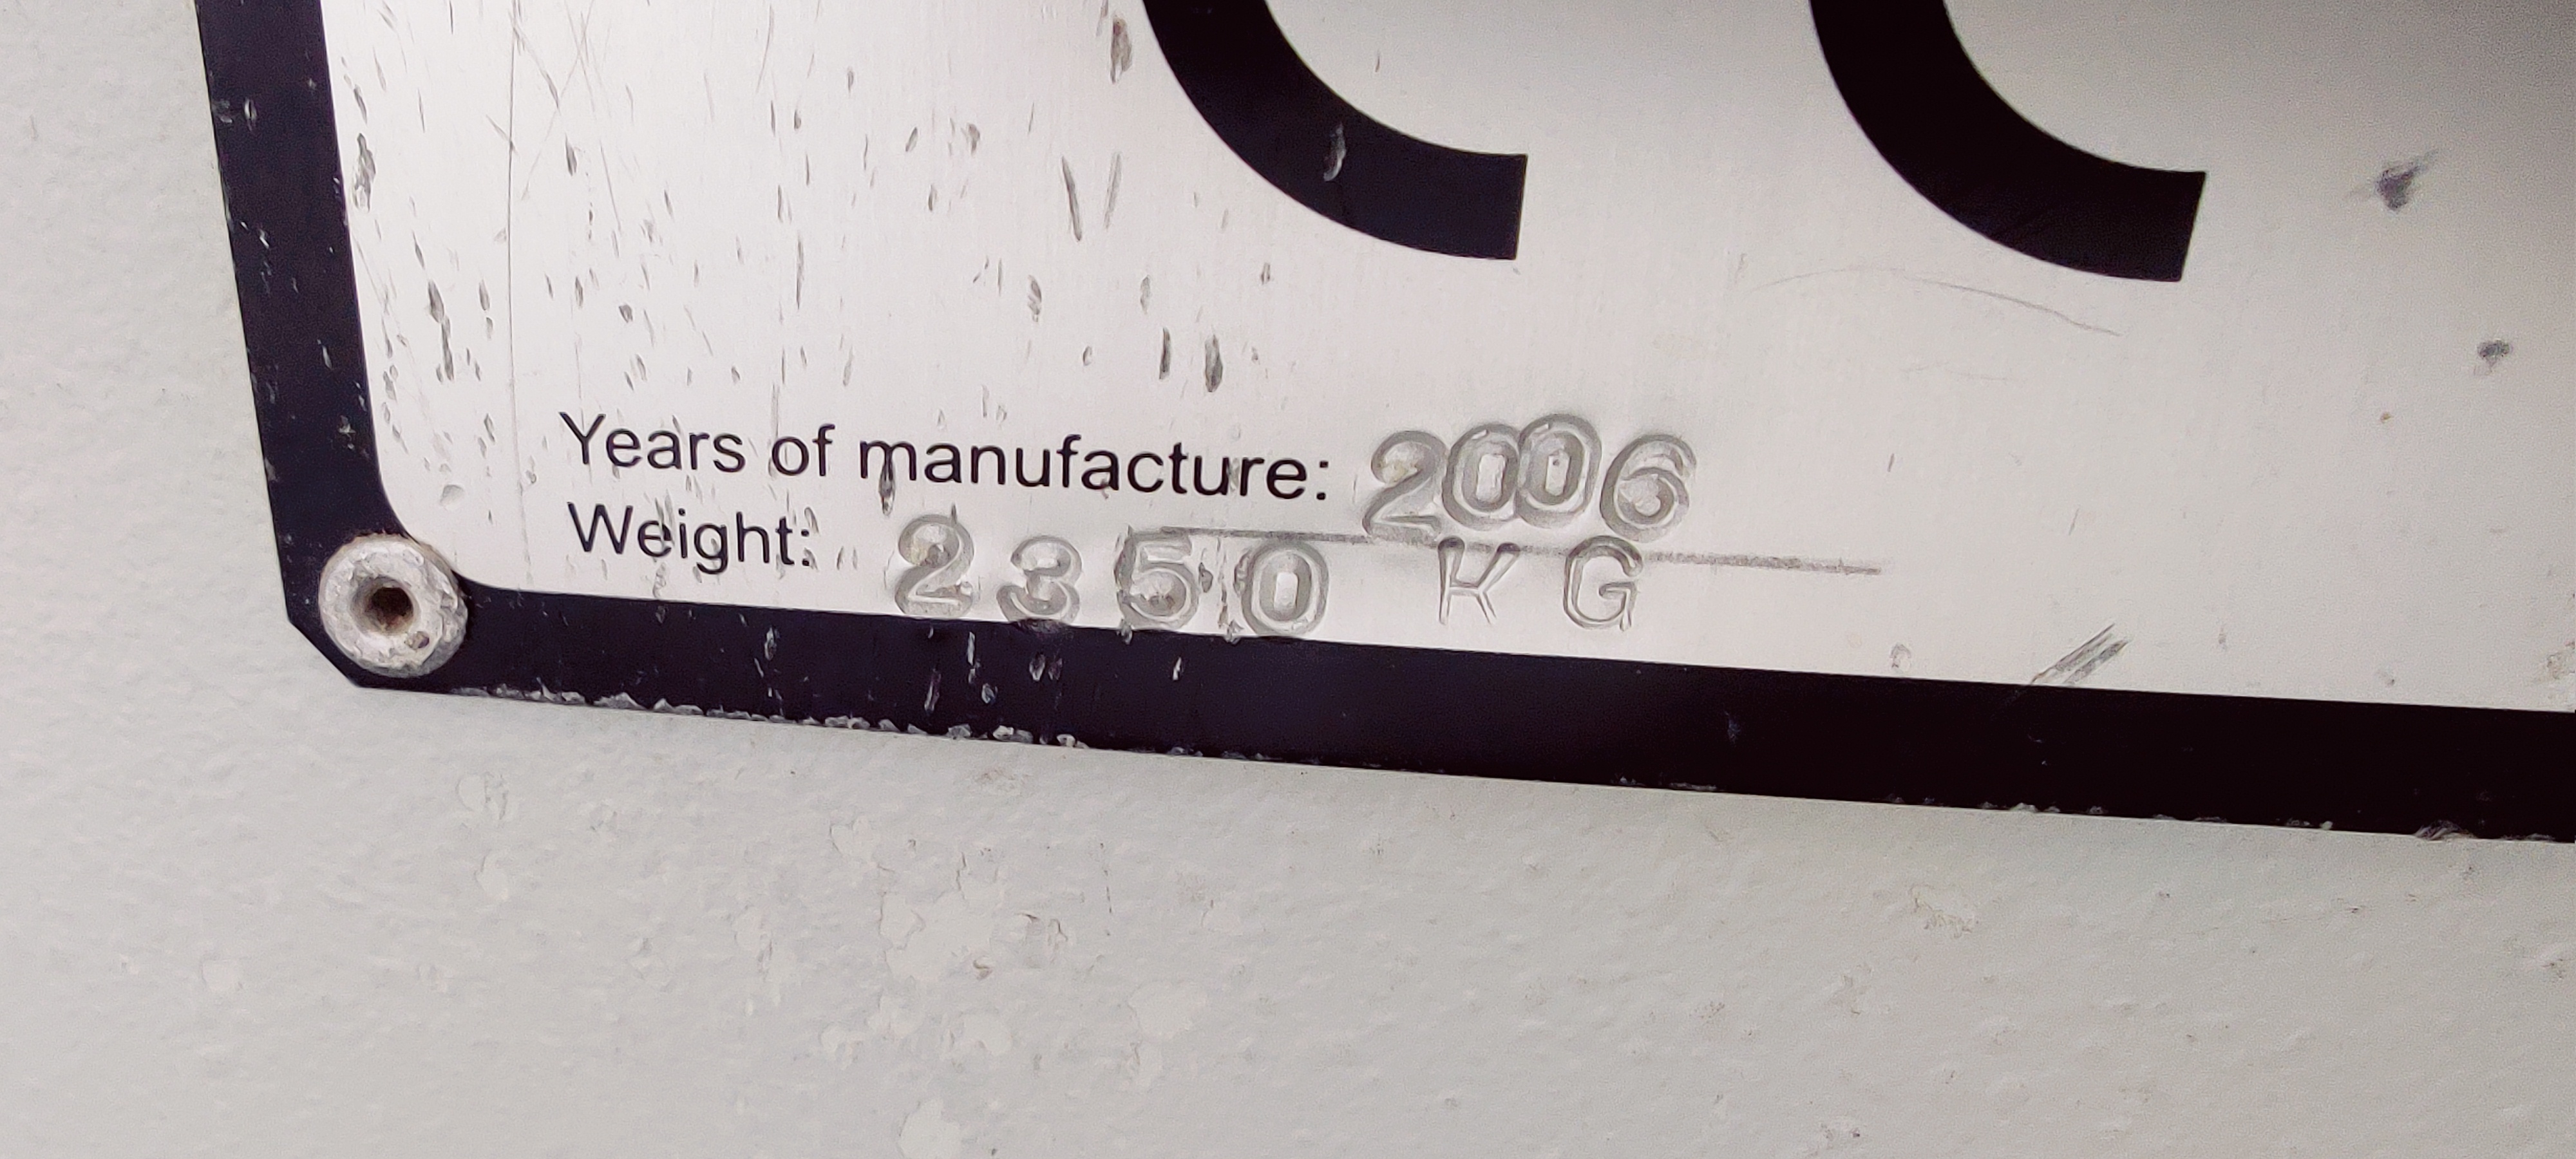 Years of manufacture: 2006
Weight: 2350 KG